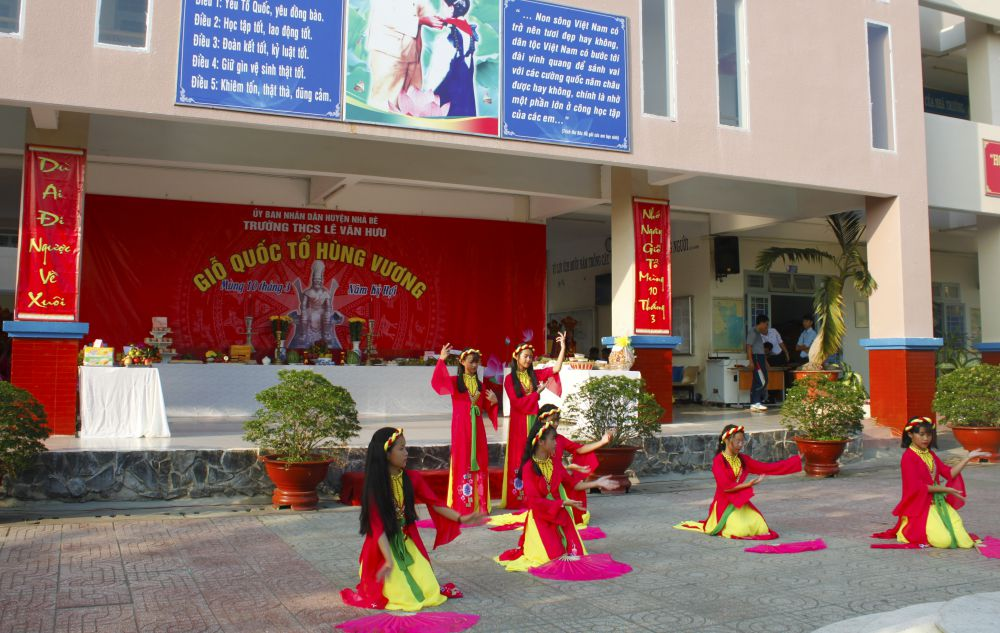 Điều 1: Yêu Tổ Quốc, yêu đồng bào.
Điều 2: Học tập tốt, lao động tốt.
Điều 3: Đoàn kết tốt, kỷ luật tốt.
Điều 4: Giữ gìn vệ sinh thật tốt.
Điều 5: Khiêm tốn, thật thà, dũng cảm.
"... Non sông Việt Nam có
trở nên tươi đẹp hay không,
dân tộc Việt Nam có bước tới
đài vinh quang để sánh vai
với các cường quốc năm châu
được hay không, chính là nhờ
một phần lớn ở công học tập
của các em..."
Dù
Ai
Đi
Ngược
Về
Xuôi
ỦY BAN NHÂN DÂN HUYỆN NHÀ BÈ
TRƯỜNG THCS LÊ VĂN HƯU
GIỖ QUỐC TỔ HÙNG VƯƠNG
Mùng 10 tháng 3 Năm Kỷ Hợi
Nhớ
Ngày
Giỗ
Tổ
Mùng
10
Tháng
3
NGƯỜI